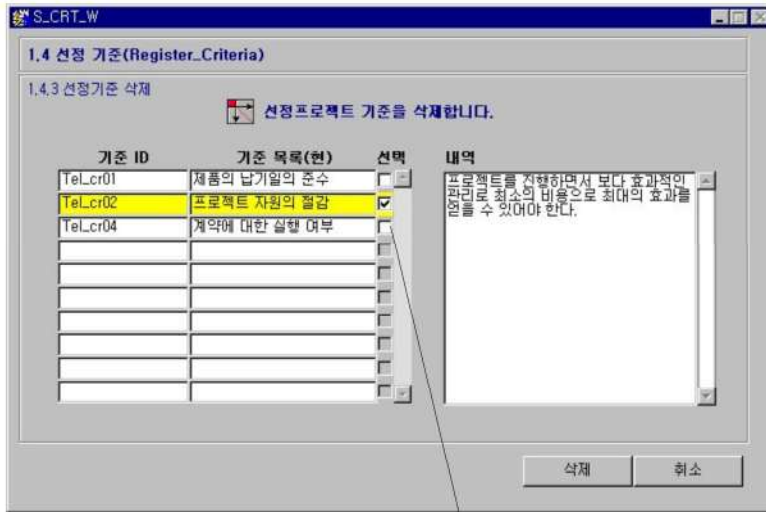 S_CRT_W
1.4 선정 기준(Register_Criteria)
1.4.3 선정기준 삭제
선정프로젝트 기준을 삭제합니다.
기준 ID 기준 목록(현) 선택 내역
Tel_cr01 제품의 납기일의 준수
Tel_cr02 프로젝트 자원의 절감
Tel_cr04 계약에 대한 실행 여부
프로젝트를 진행하면서 보다 효과적인
관리로 최소의 비용으로 최대의 효과를
얻을 수 있어야 한다.
삭제 취소